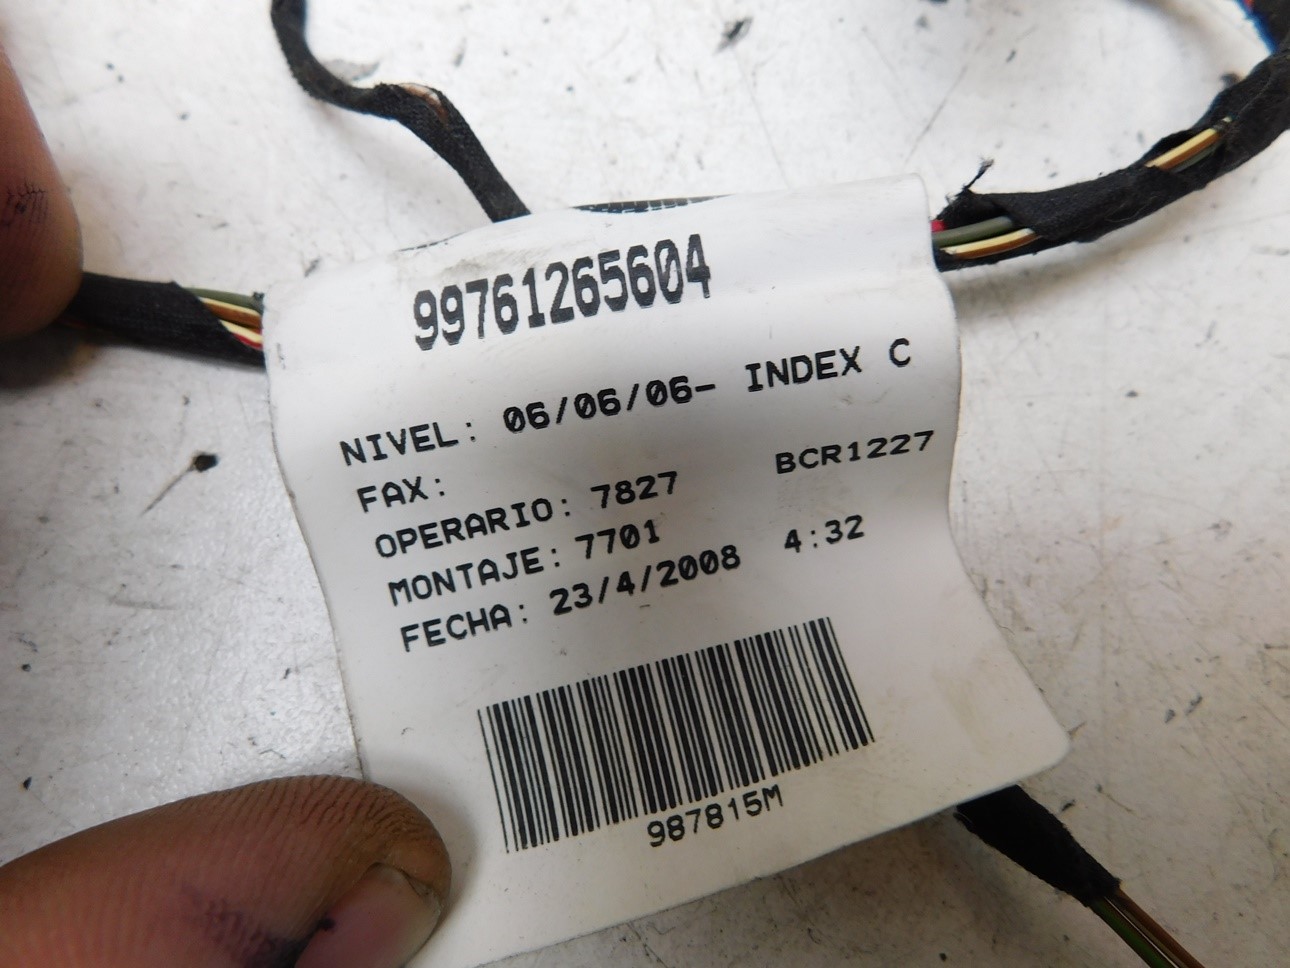 99761265604
NIVEL: 06/06/06- INDEX C
FAX:
OPERARIO: 7827 BCR1227
MONTAJE: 7701
FECHA: 23/4/2008 4:32
987815M